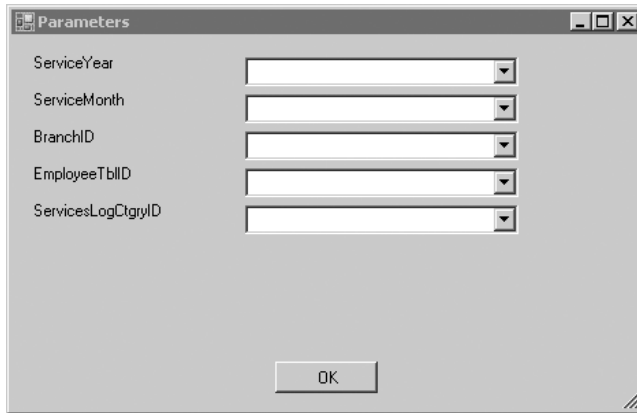 Parameters
ServiceYear
ServiceMonth
BranchID
EmployeeTblID
ServicesLogCtgryID
OK